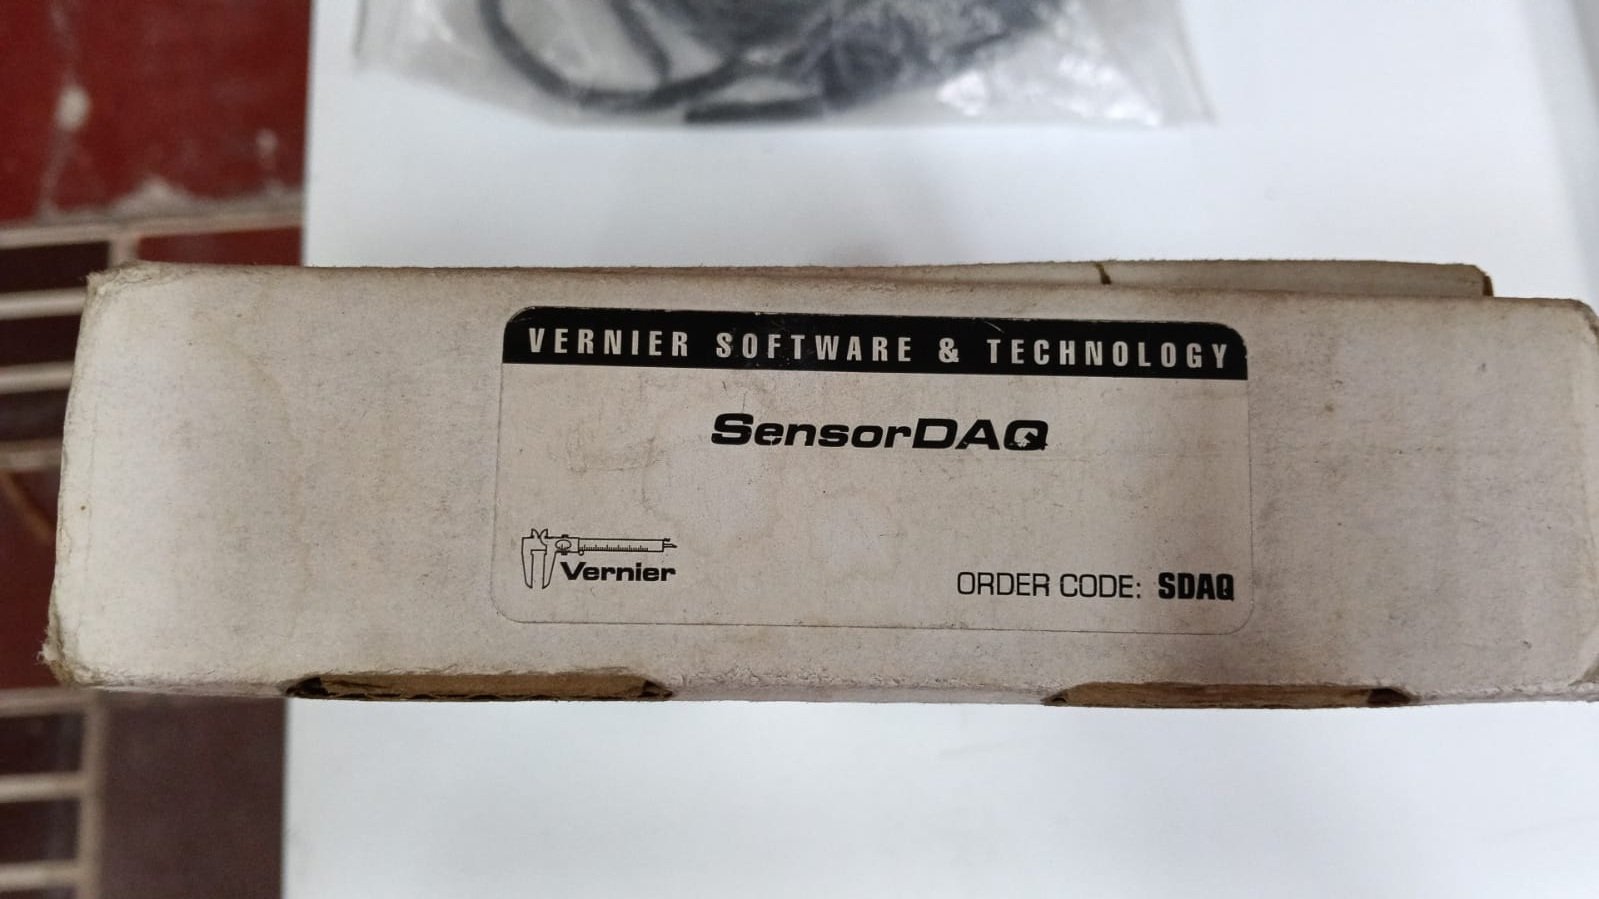 VERNIER SOFTWARE & TECHNOLOGY
SensorDAQ
Vernier
ORDER CODE: SDAQ